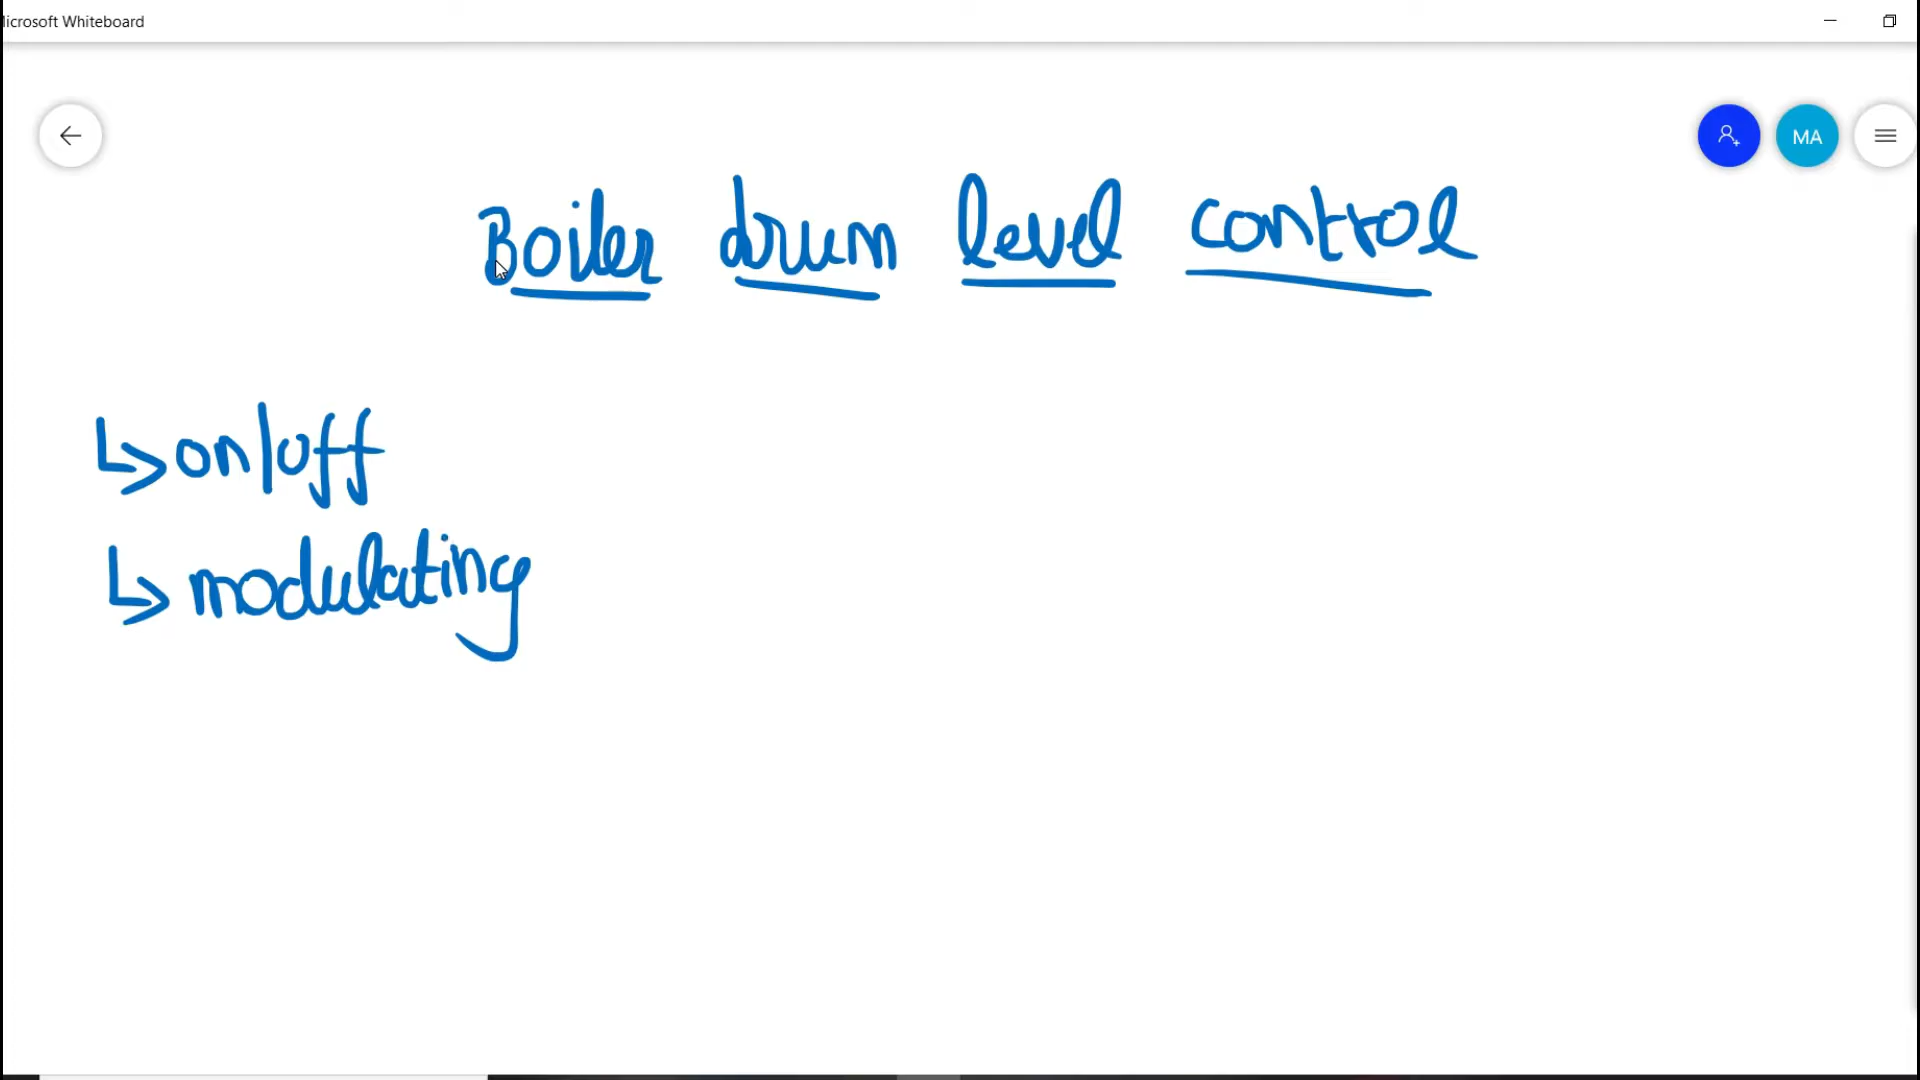 Microsoft Whiteboard
MA
Boiler drum level control
↳ on/off
↳ modulating